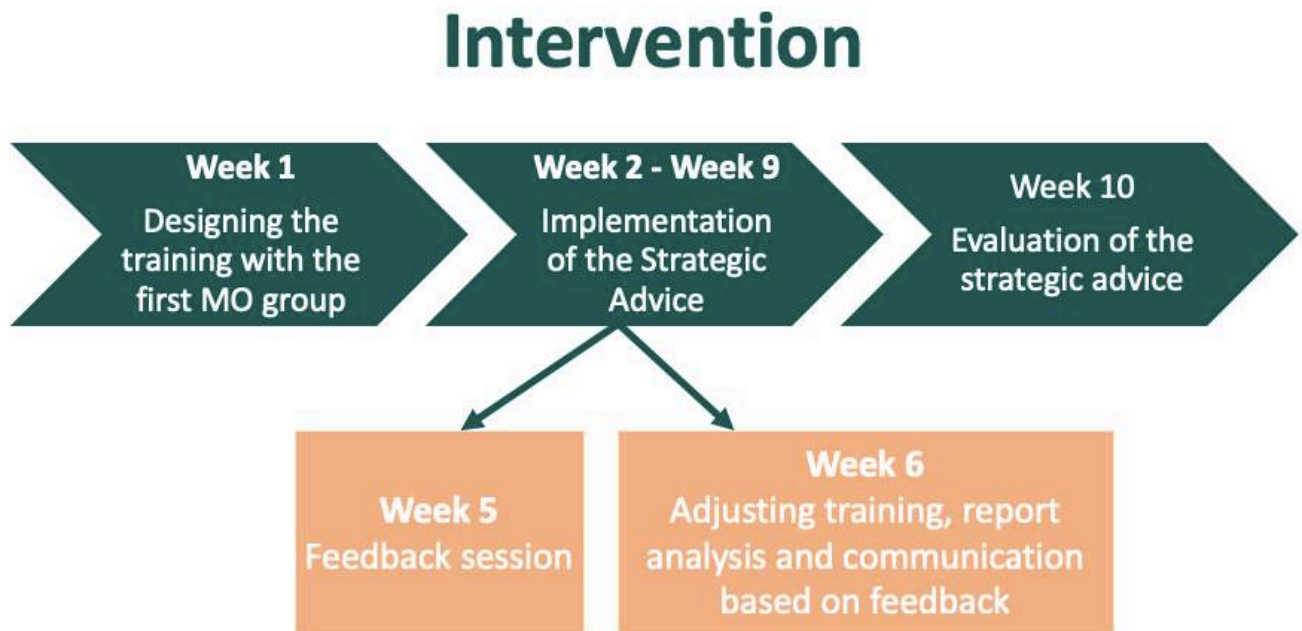 Intervention
Week 1
Designing the
training with the
first MO group
Week 2 - Week 9
Implementation
of the Strategic
Advice
Week 10
Evaluation of the
strategic advice
Week 5
Feedback session
Week 6
Adjusting training, report
analysis and communication
based on feedback